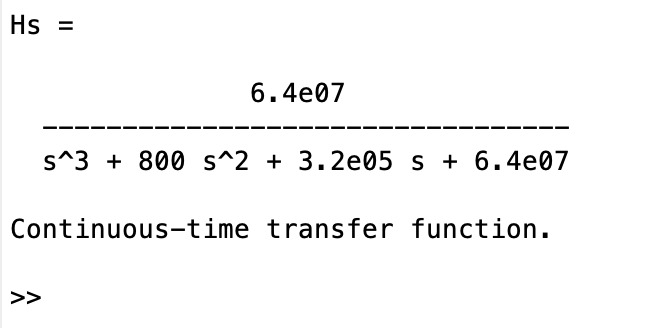 Hs =
6.4e07
---------------------------------
s^3 + 800 s^2 + 3.2e05 s + 6.4e07
Continuous-time transfer function.
>>